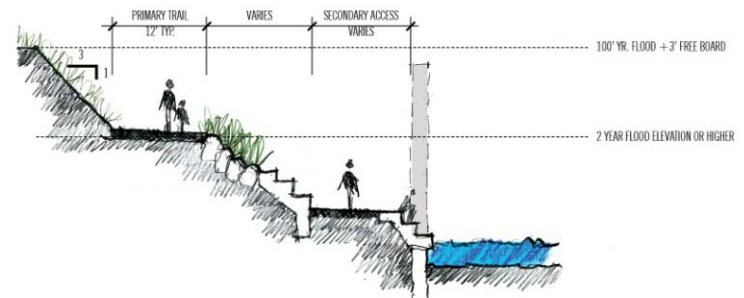 PRIMARY TRAIL
12' TYP.
VARIES
SECONDARY ACCESS
VARIES
100' YR. FLOOD + 3' FREE BOARD
3
1
2 YEAR FLOOD ELEVATION OR HIGHER